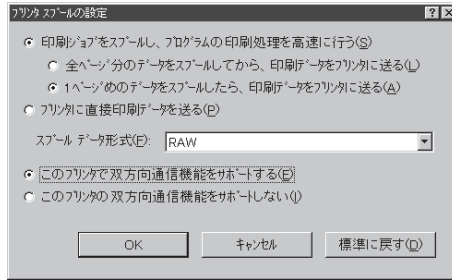 プリンタ スプールの設定
印刷ジョブをスプールし、プログラムの印刷処理を高速に行う(S)
全ページ分のデータをスプールしてから、印刷データをプリンタに送る(L)
1ページめのデータをスプールしたら、印刷データをプリンタに送る(A)
プリンタに直接印刷データを送る(P)
スプール データ形式(F): RAW
このプリンタで双方向通信機能をサポートする(E)
このプリンタの双方向通信機能をサポートしない(I)
OK キャンセル 標準に戻す(D)